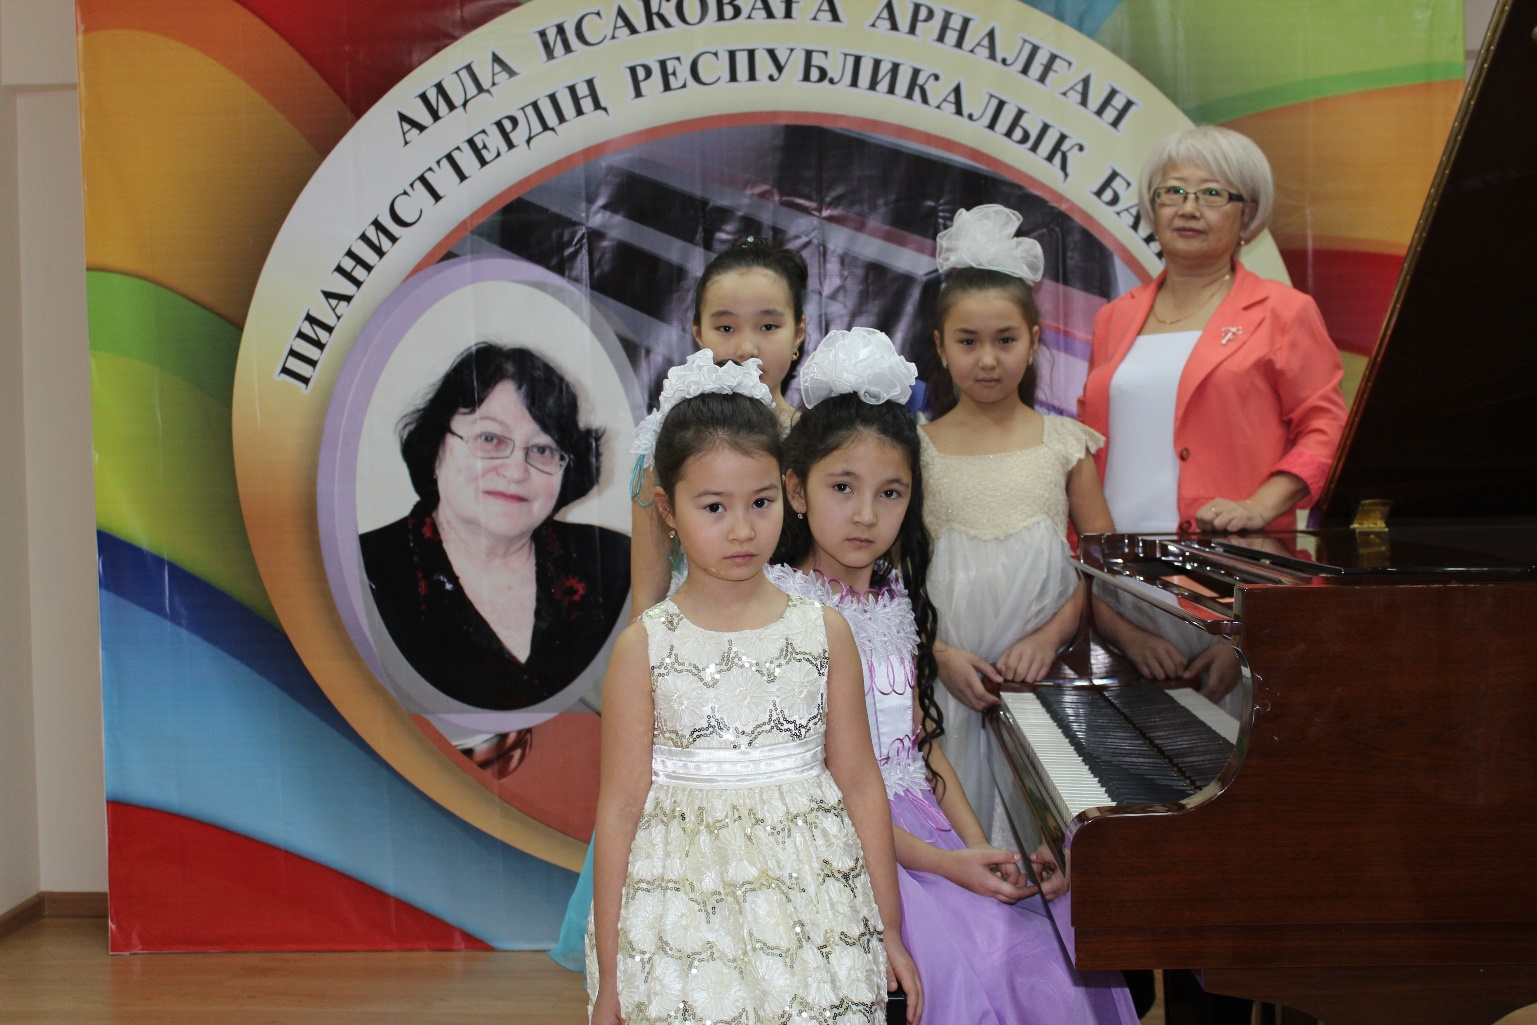 АИДА ИСАКОВАҒА АРНАЛҒАН
ПИАНИСТТЕРДІҢ РЕСПУБЛИКАЛЫҚ